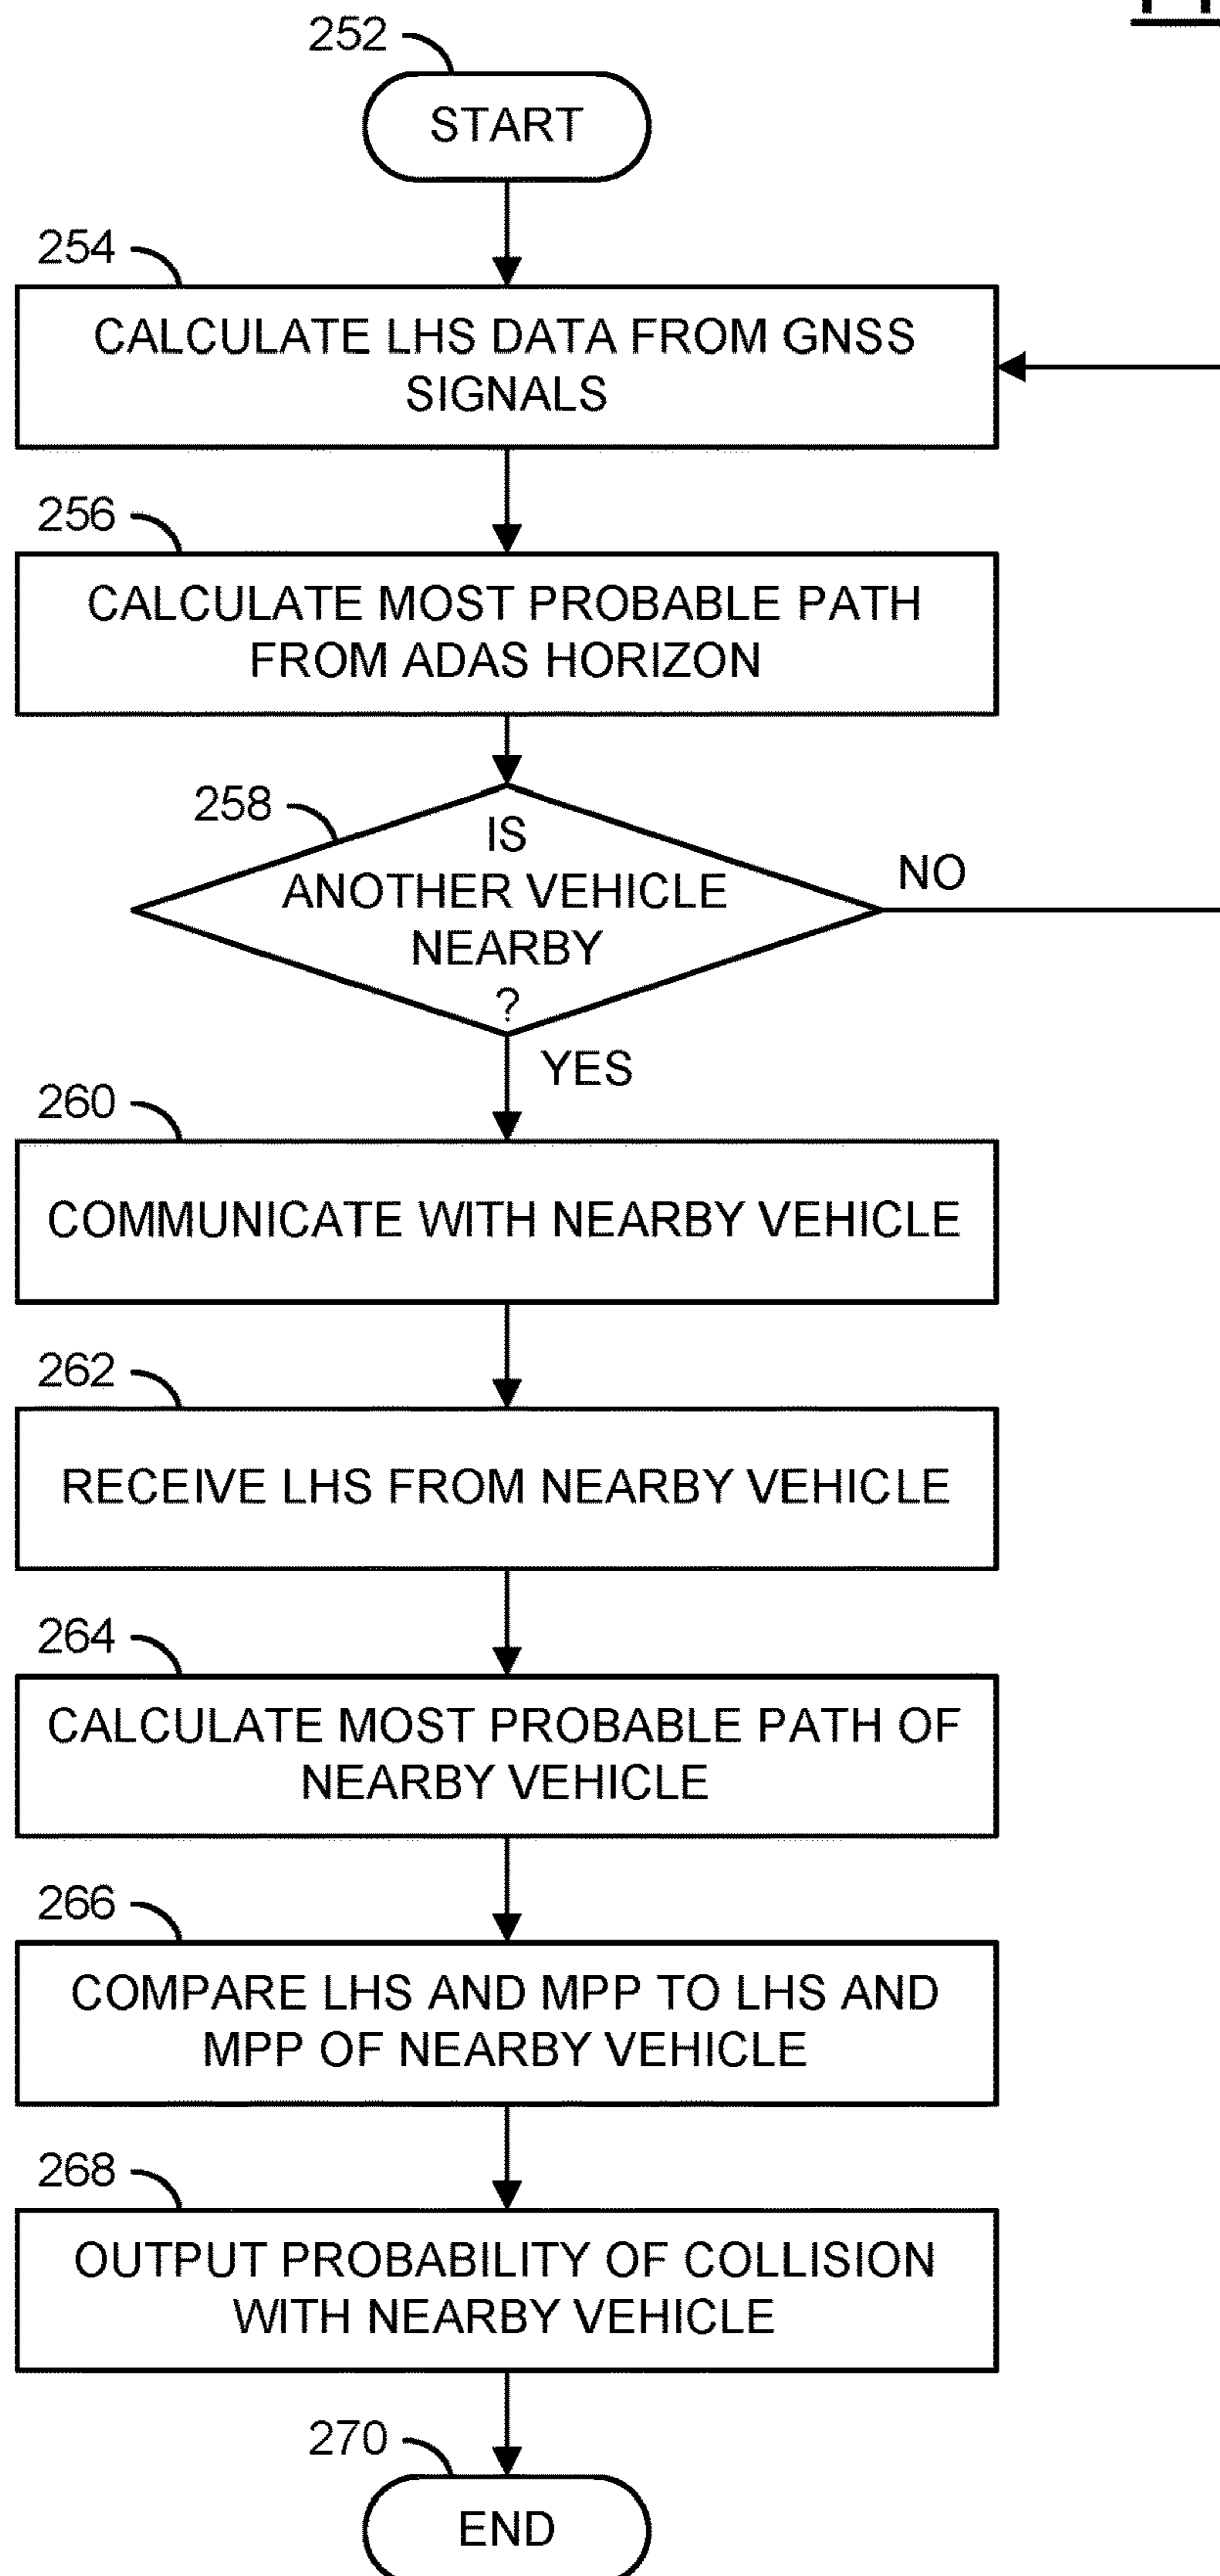 252
START
254
CALCULATE LHS DATA FROM GNSS
SIGNALS
256
CALCULATE MOST PROBABLE PATH
FROM ADAS HORIZON
258
IS
ANOTHER VEHICLE
NEARBY
?
NO
YES
260
COMMUNICATE WITH NEARBY VEHICLE
262
RECEIVE LHS FROM NEARBY VEHICLE
264
CALCULATE MOST PROBABLE PATH OF
NEARBY VEHICLE
266
COMPARE LHS AND MPP TO LHS AND
MPP OF NEARBY VEHICLE
268
OUTPUT PROBABILITY OF COLLISION
WITH NEARBY VEHICLE
270
END